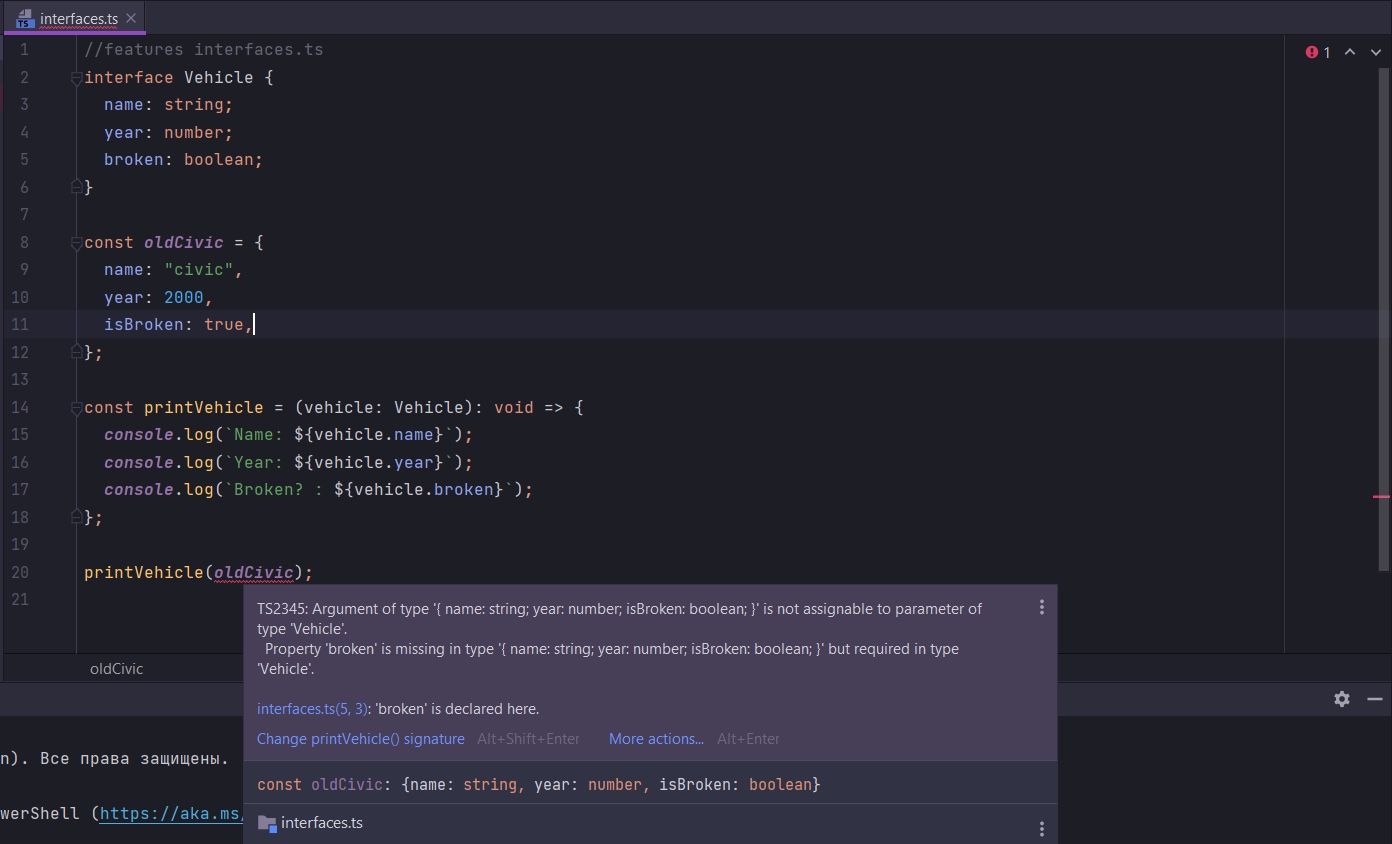 interfaces.ts
1 //features interfaces.ts
1
2 interface Vehicle {
3 name: string;
4 year: number;
5 broken: boolean;
6 }
7
8 const oldCivic = {
9 name: "civic",
10 year: 2000,
11 isBroken: true,
12 };
13
14 const printVehicle = (vehicle: Vehicle): void => {
15 console.log(`Name: ${vehicle.name}`);
16 console.log(`Year: ${vehicle.year}`);
17 console.log(`Broken? : ${vehicle.broken}`);
18 };
19
20 printVehicle(oldCivic);
21
TS2345: Argument of type '{ name: string; year: number; isBroken: boolean; }' is not assignable to parameter of
type 'Vehicle'.
Property 'broken' is missing in type '{ name: string; year: number; isBroken: boolean; }' but required in type
'Vehicle'.
oldCivic
interfaces.ts(5, 3): 'broken' is declared here.
Change printVehicle() signature Alt+Shift+Enter More actions... Alt+Enter
n). Все права защищены.
const oldCivic: {name: string, year: number, isBroken: boolean}
werShell (https://aka.ms/
interfaces.ts